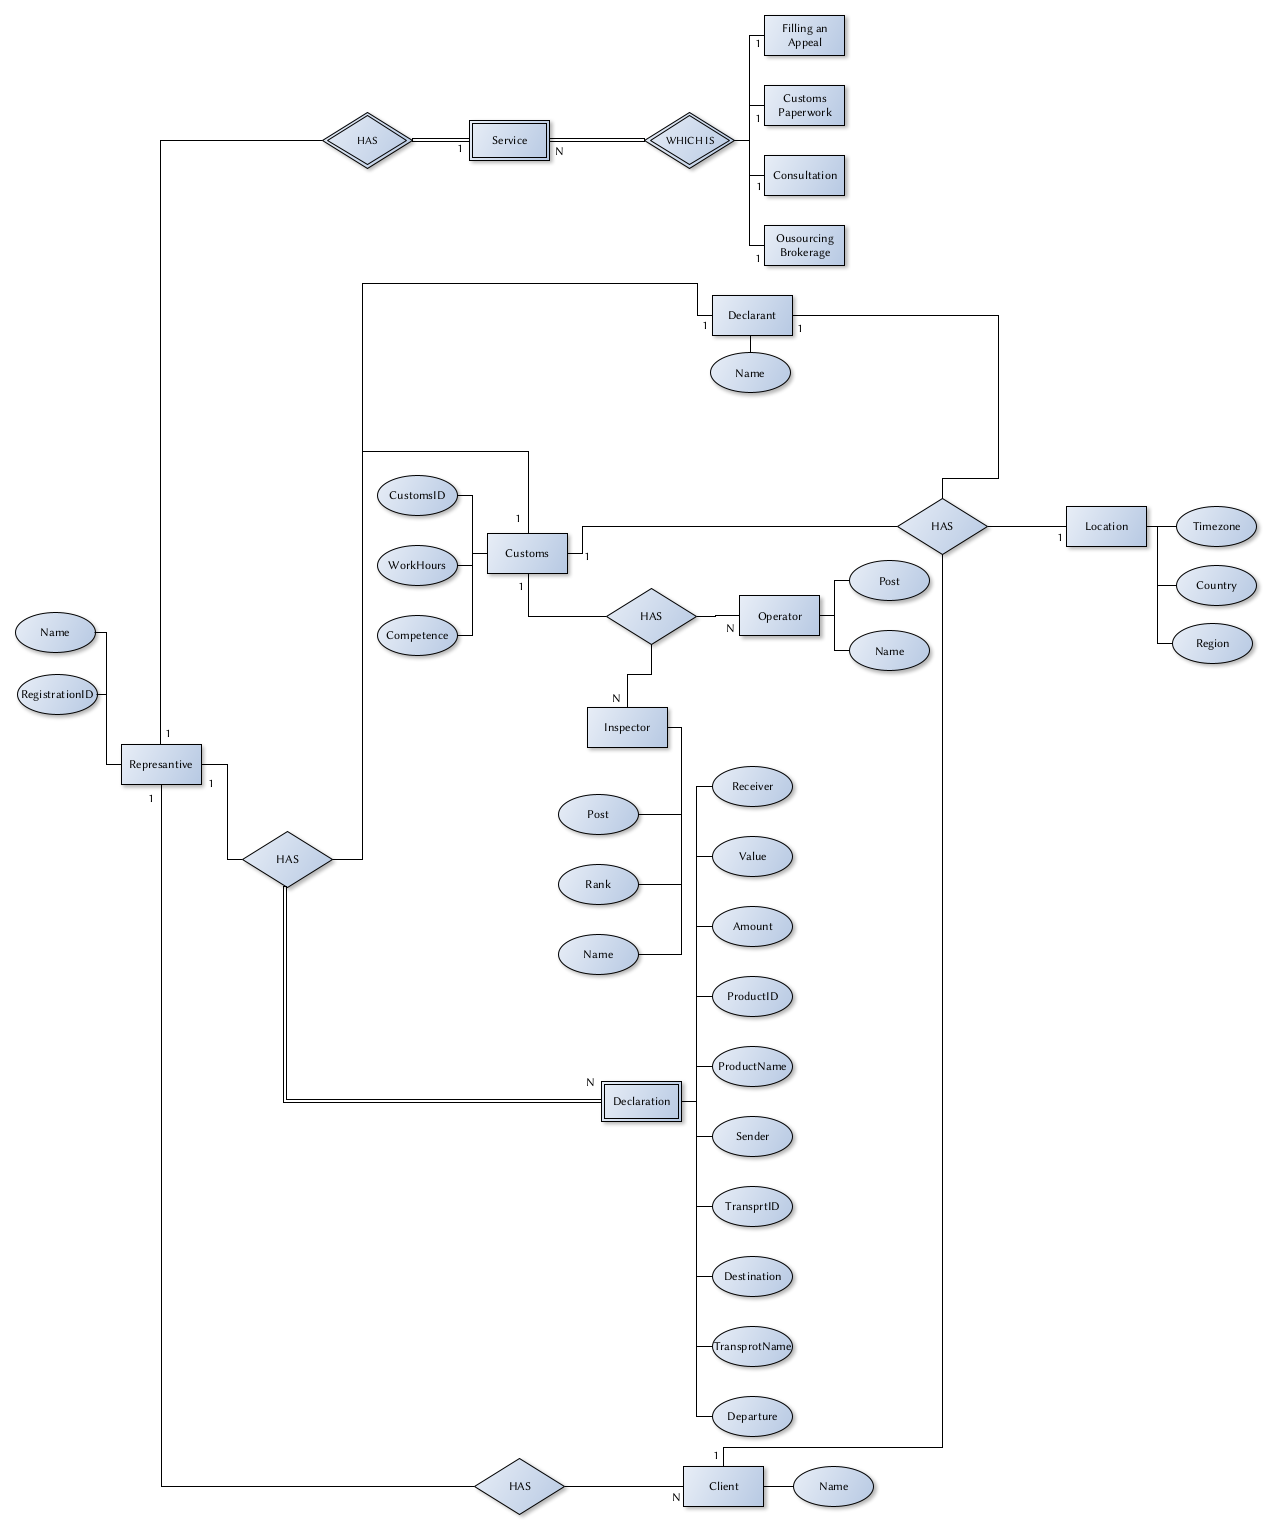 Filling an
Appeal
1
Customs
Paperwork
1
HAS
1
Service
N
WHICH IS
Consultation
1
Ousourcing
Brokerage
1
Declarant
1
1
Name
CustomsID
1
HAS
Location
1
Timezone
Customs
1
1
WorkHours
Post
Country
HAS
Operator
N
Competence
Name
Region
Name
RegistrationID
N
Inspector
1
Represantive
1
1
Receiver
Post
HAS
Value
Rank
Amount
Name
ProductID
ProductName
N
Declaration
Sender
TransprtID
Destination
TransprotName
Departure
1
HAS
N
Client
Name